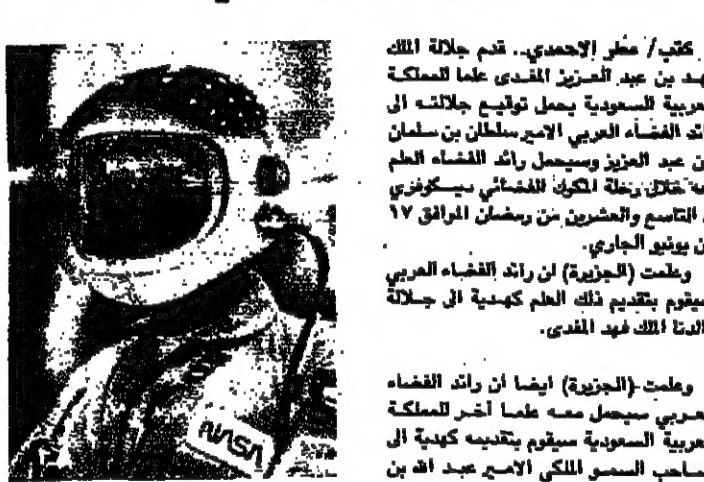 كتب/ مطر الاحمدي.. قدم جلالة الملك
فهد بن عبد العزيز المفدى علما للمملكة
العربية السعودية يحمل توقيع جلالته الى
رائد الفضاء العربي الامير سلطان بن سلمان
بن عبد العزيز وسيحمل رائد الفضاء العلم
معه خلال رحلة المكوك الفضائي ديسكوفري
في التاسع والعشرين من رمضان الموافق ١٧
من يونيو الجاري.
وعلمت (الجزيرة) ان رائد الفضاء العربي
سيقوم بتقديم ذلك العلم كهدية الى جلالة
والدنا الملك فهد المفدى.
وعلمت (الجزيرة) ايضا ان رائد الفضاء
العربي سيحمل معه علما آخر للمملكة
العربية السعودية سيقوم بتقديمه كهدية الى
صاحب السمو الملكي الامير عبد الله بن
NASA